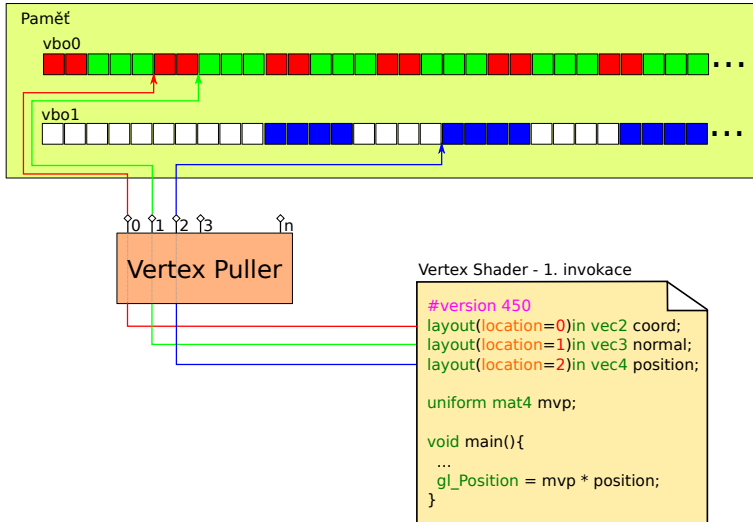 Paměť
vbo0
...
vbo1
...
0 1 2 3 n
Vertex Puller
Vertex Shader - 1. invokace
#version 450
layout(location=0)in vec2 coord;
layout(location=1)in vec3 normal;
layout(location=2)in vec4 position;
uniform mat4 mvp;
void main(){
...
gl_Position = mvp * position;
}